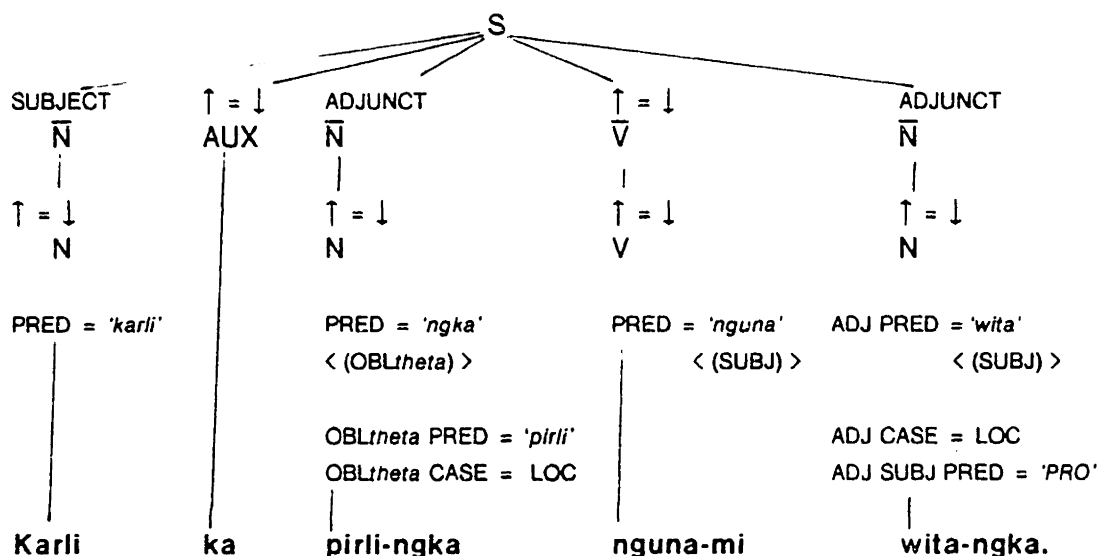 S
SUBJECT ↑ = ↓ ADJUNCT ↑ = ↓ ADJUNCT
N̅ AUX N̅ V̅ N̅
↑ = ↓ ↑ = ↓ ↑ = ↓ ↑ = ↓
N N V N
PRED = 'karli' PRED = 'ngka' PRED = 'nguna' ADJ PRED = 'wita'
< (OBLtheta) > < (SUBJ) > < (SUBJ) >
OBLtheta PRED = 'pirli' ADJ CASE = LOC
OBLtheta CASE = LOC ADJ SUBJ PRED = 'PRO'
Karli ka pirli-ngka nguna-mi wita-ngka.